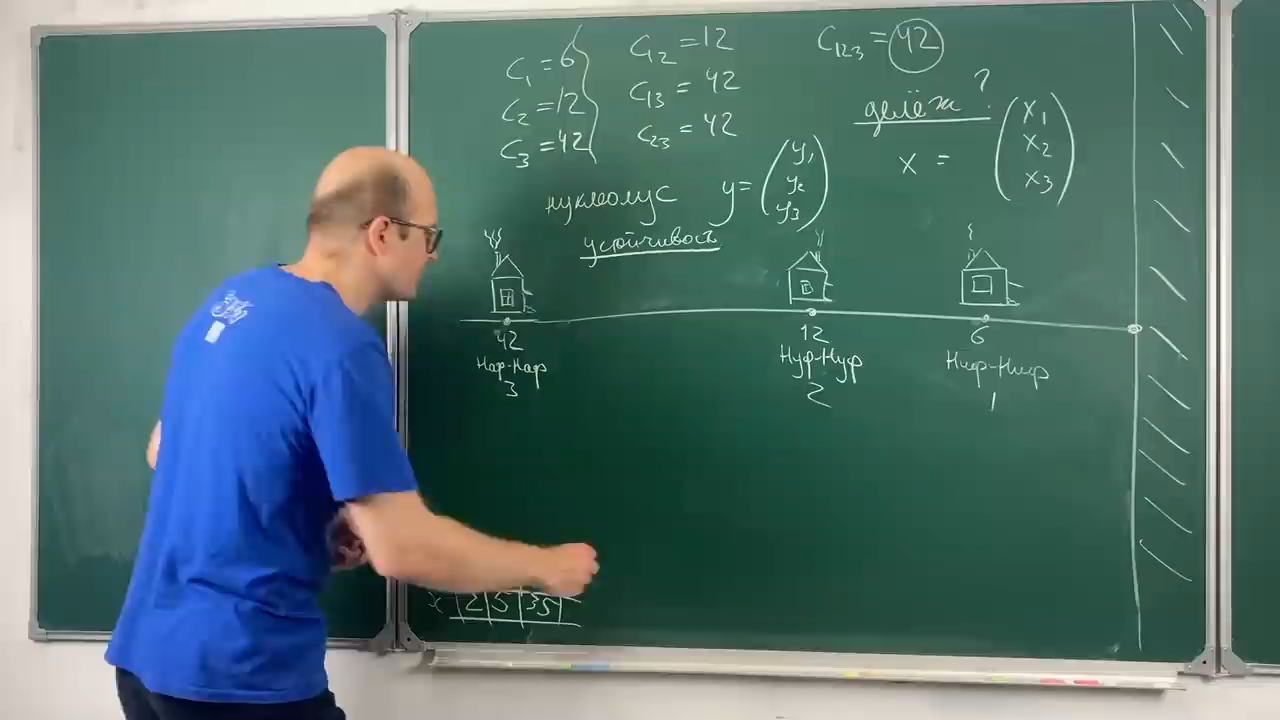 C₁ = 6
C₂ = 12
C₃ = 42
C₁₂ = 12
C₁₃ = 42
C₂₃ = 42
C₁₂₃ = 42
делёж ?
x = (x₁ x₂ x₃)
нуклеолус y = (y₁ y₂ y₃)
устойчивость
42
Наф-Наф
3
12
Нуф-Нуф
2
6
Ниф-Ниф
1
x | 2 | 5 | 35 |